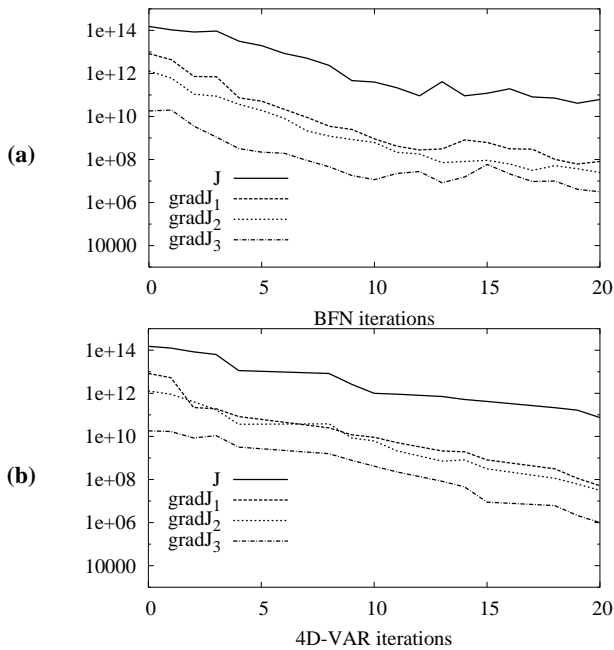 1e+14
1e+12
1e+10
(a)
1e+08
J
gradJ1
1e+06
gradJ2
gradJ3
10000
0 5 10 15 20
BFN iterations
1e+14
1e+12
1e+10
(b)
1e+08
J
gradJ1
1e+06
gradJ2
gradJ3
10000
0 5 10 15 20
4D-VAR iterations